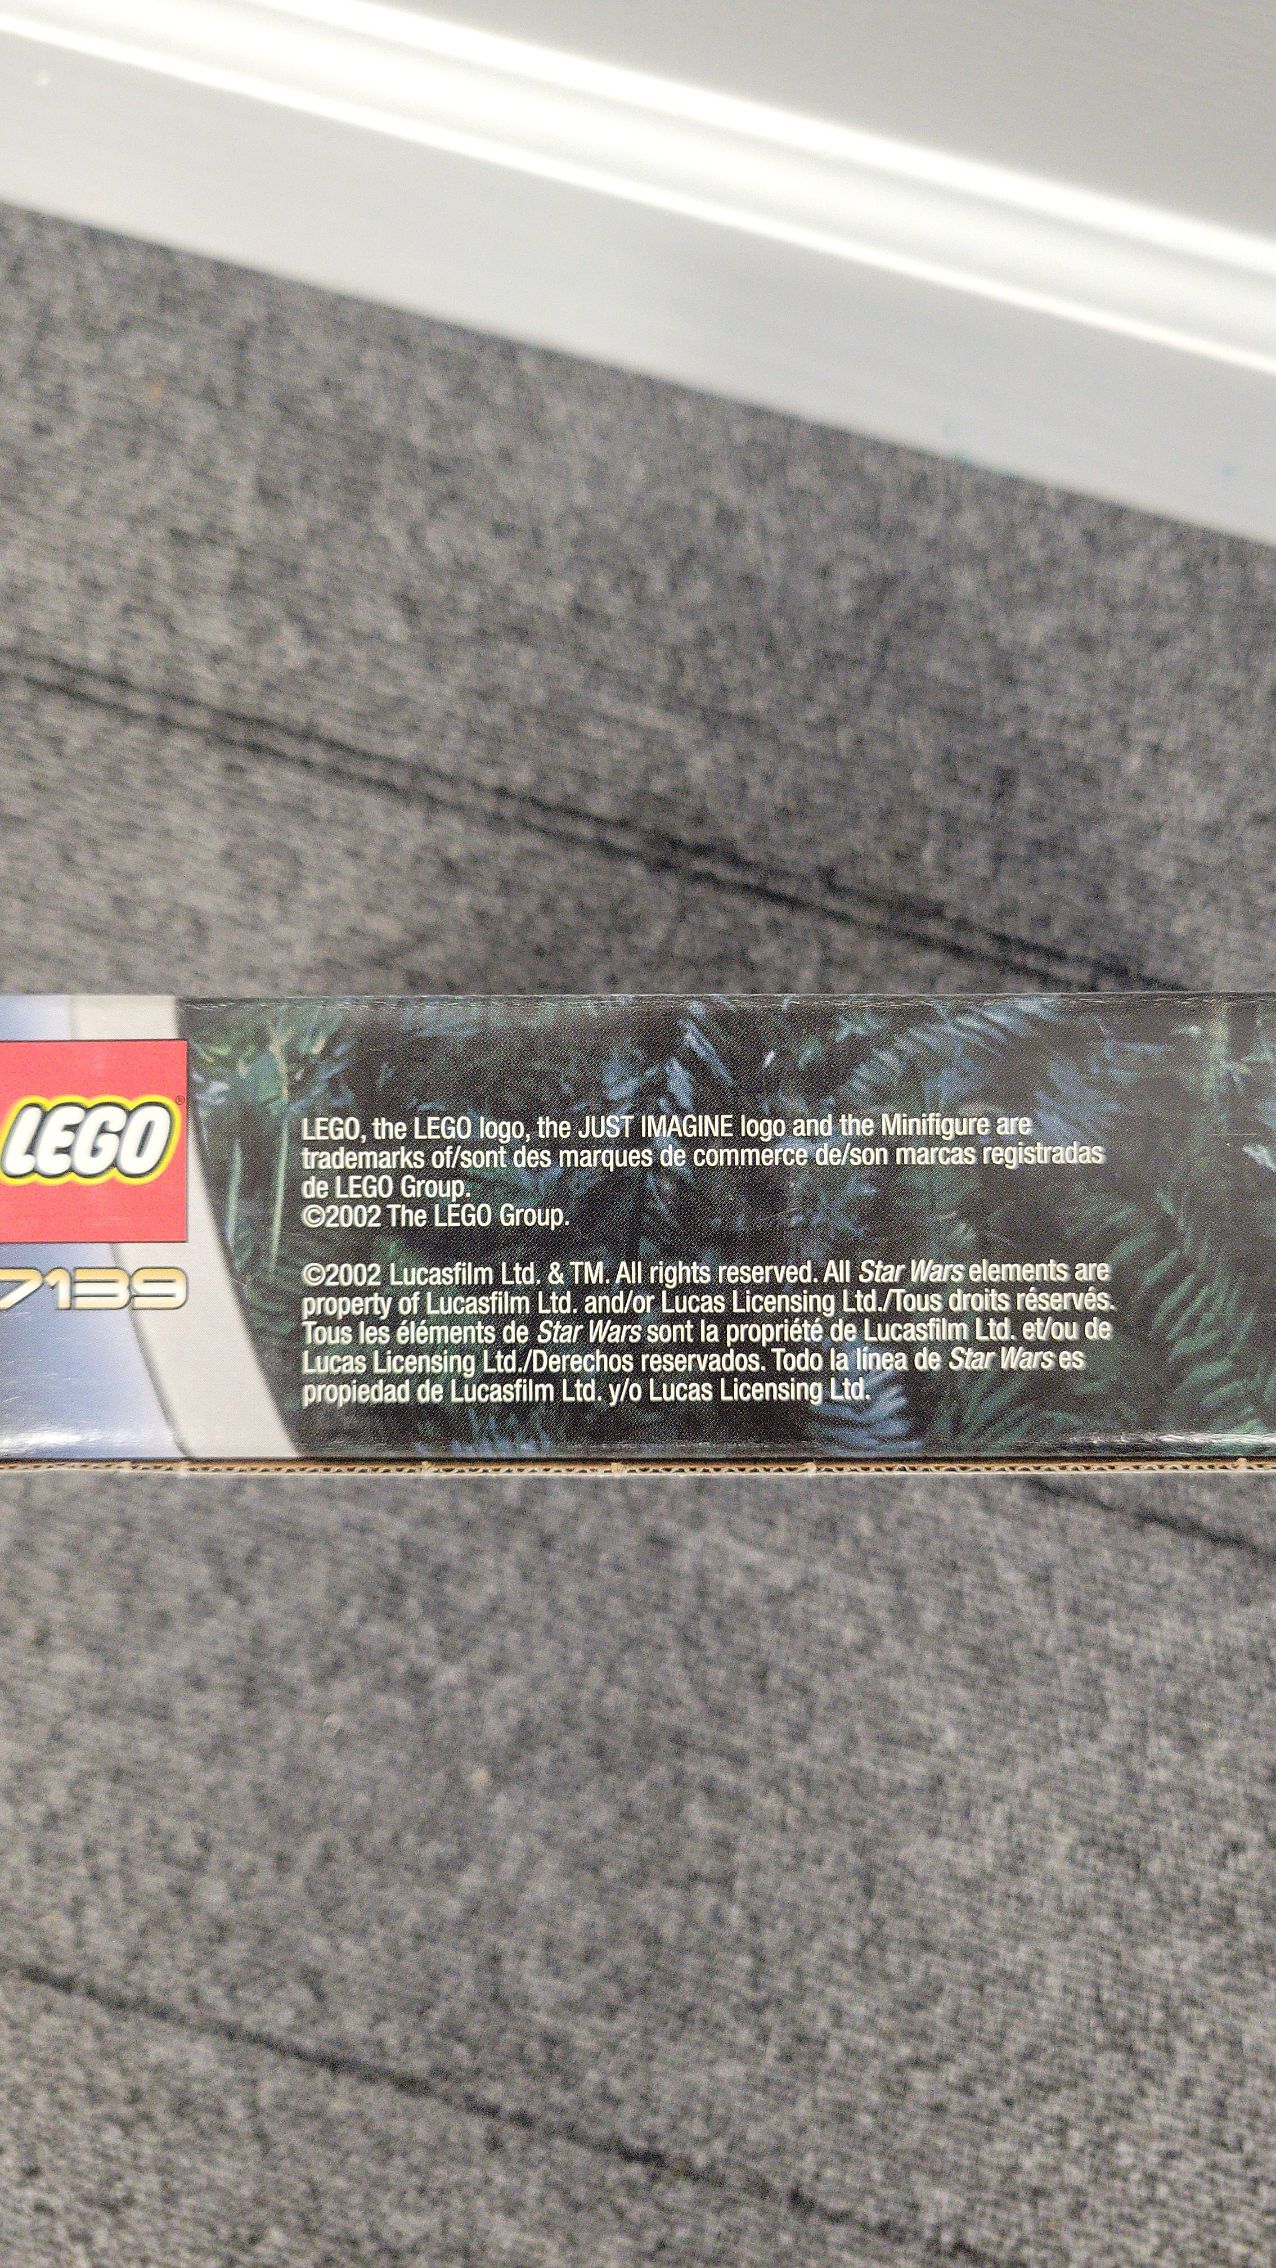 LEGO®
7139
LEGO, the LEGO logo, the JUST IMAGINE logo and the Minifigure are
trademarks of/sont des marques de commerce de/son marcas registradas
de LEGO Group.
©2002 The LEGO Group.
©2002 Lucasfilm Ltd. & TM. All rights reserved. All Star Wars elements are
property of Lucasfilm Ltd. and/or Lucas Licensing Ltd./Tous droits réservés.
Tous les éléments de Star Wars sont la propriété de Lucasfilm Ltd. et/ou de
Lucas Licensing Ltd./Derechos reservados. Todo la línea de Star Wars es
propiedad de Lucasfilm Ltd. y/o Lucas Licensing Ltd.